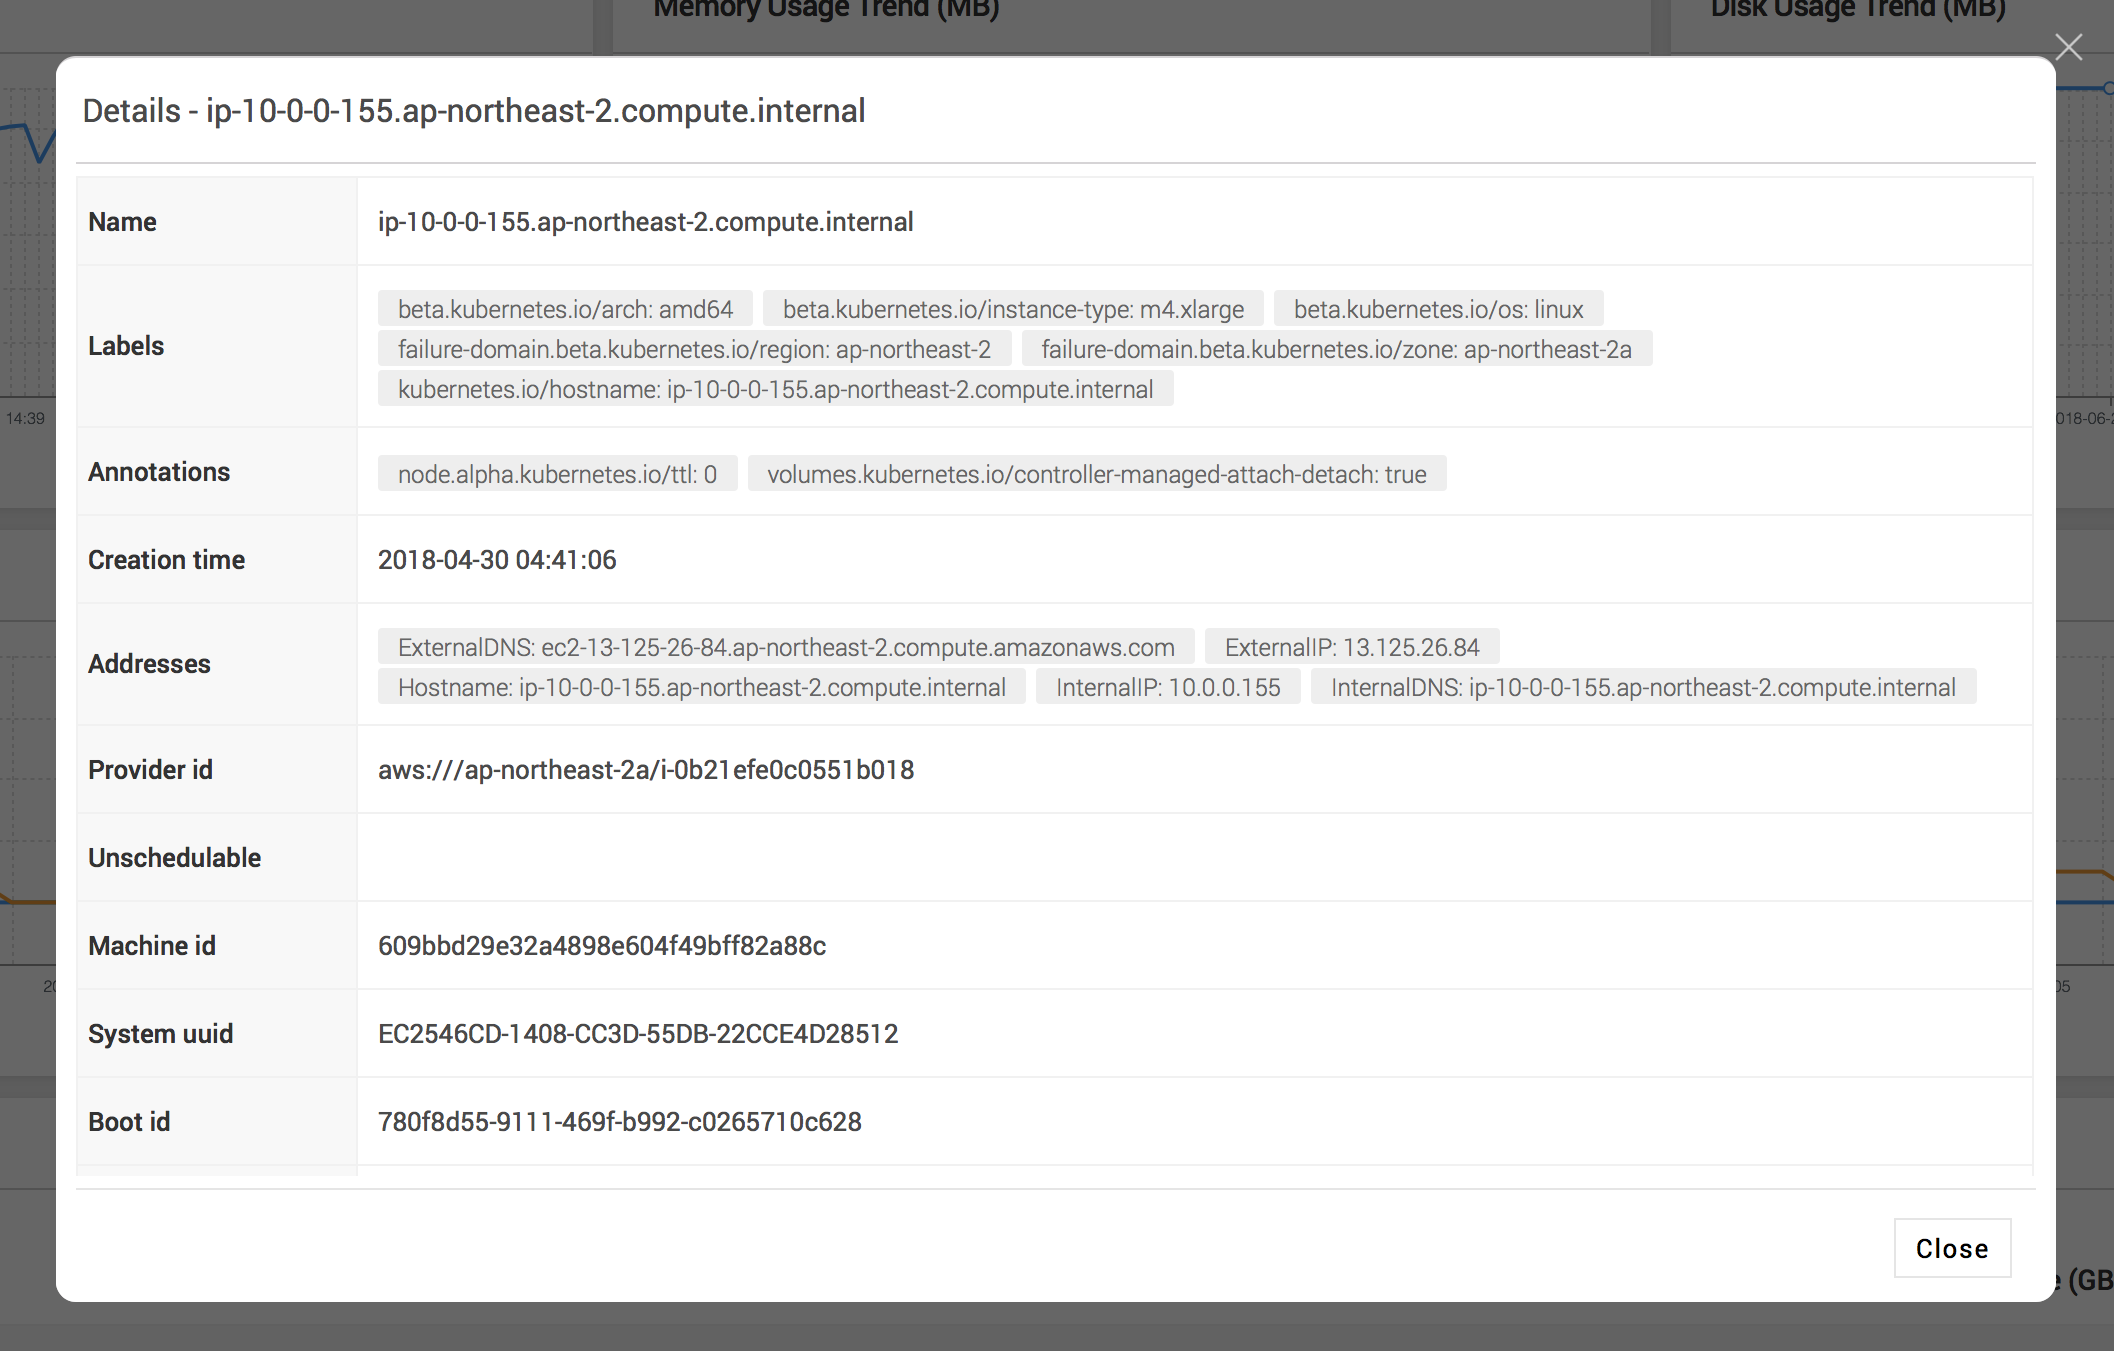 Memory Usage Trend (MB)
Disk Usage Trend (MB)
Details - ip-10-0-0-155.ap-northeast-2.compute.internal
Name
ip-10-0-0-155.ap-northeast-2.compute.internal
Labels
beta.kubernetes.io/arch: amd64 beta.kubernetes.io/instance-type: m4.xlarge beta.kubernetes.io/os: linux
failure-domain.beta.kubernetes.io/region: ap-northeast-2 failure-domain.beta.kubernetes.io/zone: ap-northeast-2a
kubernetes.io/hostname: ip-10-0-0-155.ap-northeast-2.compute.internal
14:39
018-06-2
Annotations
node.alpha.kubernetes.io/ttl: 0 volumes.kubernetes.io/controller-managed-attach-detach: true
Creation time
2018-04-30 04:41:06
Addresses
ExternalDNS: ec2-13-125-26-84.ap-northeast-2.compute.amazonaws.com ExternalIP: 13.125.26.84
Hostname: ip-10-0-0-155.ap-northeast-2.compute.internal InternalIP: 10.0.0.155 InternalDNS: ip-10-0-0-155.ap-northeast-2.compute.internal
Provider id
aws:///ap-northeast-2a/i-0b21efe0c0551b018
Unschedulable
Machine id
609bbd29e32a4898e604f49bff82a88c
20
05
System uuid
EC2546CD-1408-CC3D-55DB-22CCE4D28512
Boot id
780f8d55-9111-469f-b992-c0265710c628
Close
e (GB